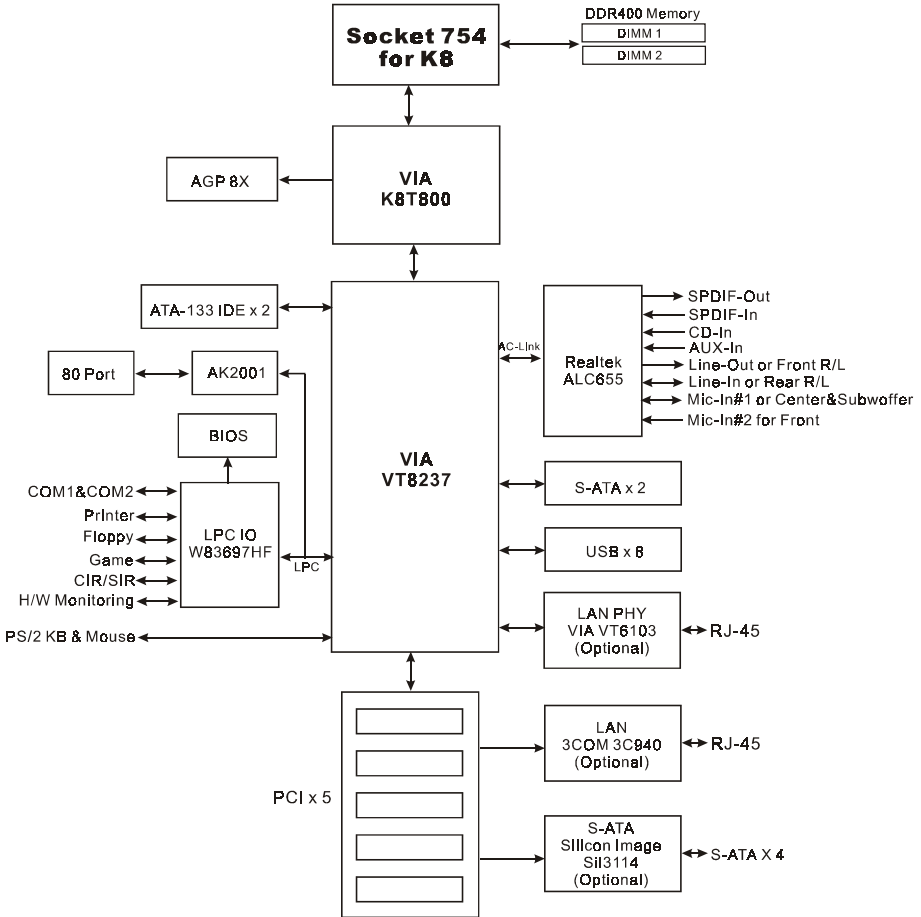 DDR400 Memory
Socket 754
for K8
DIMM 1
DIMM 2
AGP 8X
VIA
K8T800
ATA-133 IDE x 2
80 Port
AK2001
BIOS
COM1&COM2
Printer
Floppy
Game
CIR/SIR
H/W Monitoring
LPC IO
W83697HF
LPC
PS/2 KB & Mouse
VIA
VT8237
AC-Link
Realtek
ALC655
SPDIF-Out
SPDIF-In
CD-In
AUX-In
Line-Out or Front R/L
Line-In or Rear R/L
Mic-In#1 or Center&Subwoffer
Mic-In#2 for Front
S-ATA x 2
USB x 8
LAN PHY
VIA VT6103
(Optional)
RJ-45
PCI x 5
LAN
3COM 3C940
(Optional)
RJ-45
S-ATA
Silicon Image
Sil3114
(Optional)
S-ATA X 4